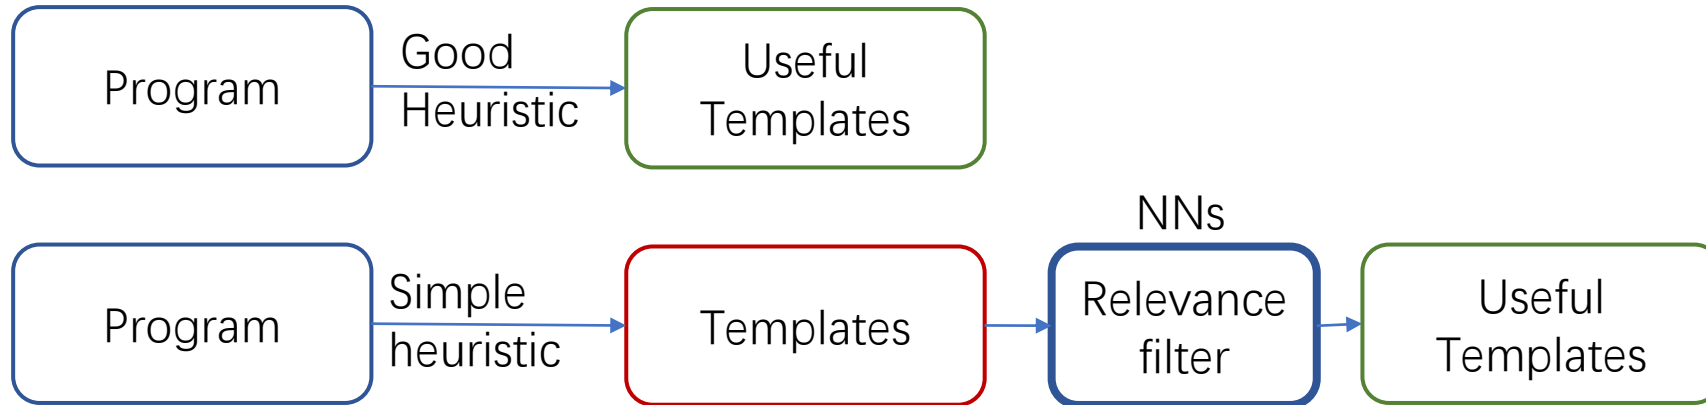 Program
Good
Heuristic
Useful
Templates
NNs
Program
Simple
heuristic
Templates
Relevance
filter
Useful
Templates